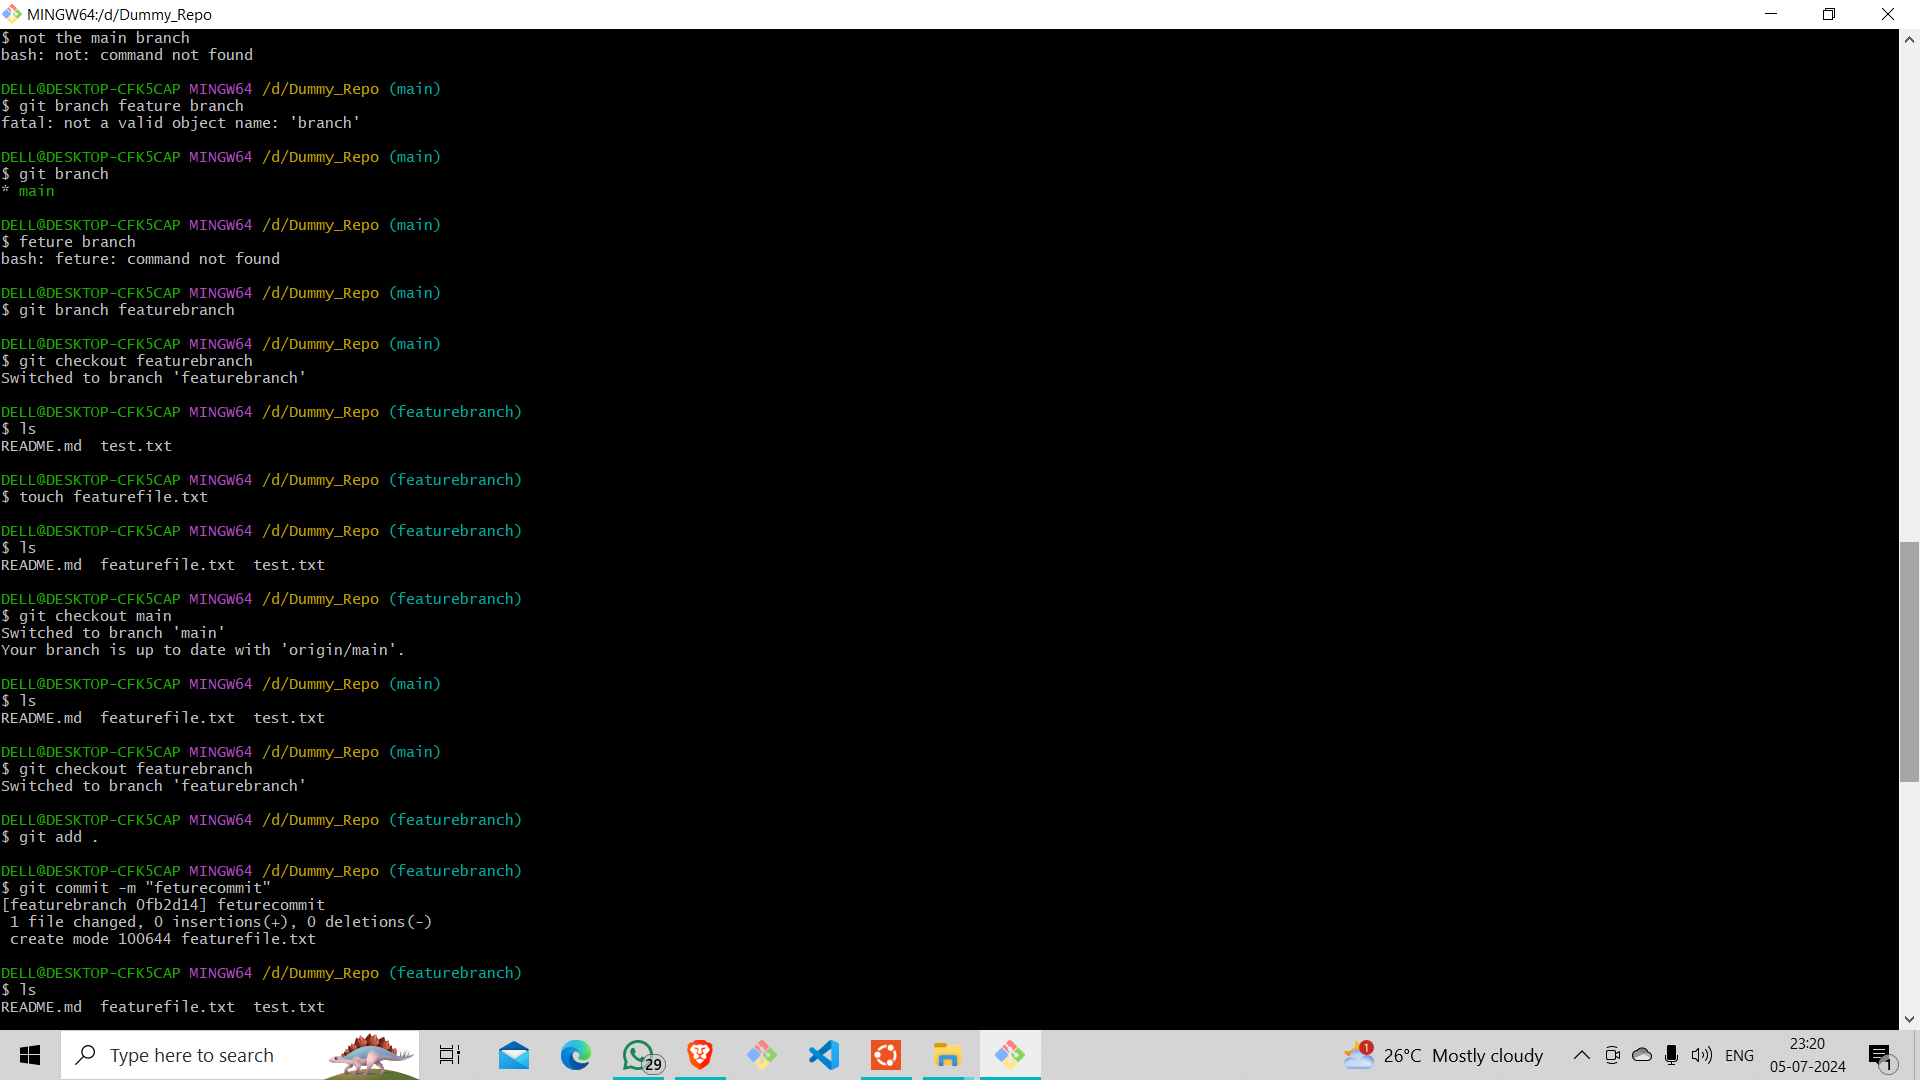 MINGW64:/d/Dummy_Repo
$ not the main branch
bash: not: command not found
DELL@DESKTOP-CFK5CAP MINGW64 /d/Dummy_Repo (main)
$ git branch feature branch
fatal: not a valid object name: 'branch'
DELL@DESKTOP-CFK5CAP MINGW64 /d/Dummy_Repo (main)
$ git branch
* main
DELL@DESKTOP-CFK5CAP MINGW64 /d/Dummy_Repo (main)
$ feture branch
bash: feture: command not found
DELL@DESKTOP-CFK5CAP MINGW64 /d/Dummy_Repo (main)
$ git branch featurebranch
DELL@DESKTOP-CFK5CAP MINGW64 /d/Dummy_Repo (main)
$ git checkout featurebranch
Switched to branch 'featurebranch'
DELL@DESKTOP-CFK5CAP MINGW64 /d/Dummy_Repo (featurebranch)
$ ls
README.md  test.txt
DELL@DESKTOP-CFK5CAP MINGW64 /d/Dummy_Repo (featurebranch)
$ touch featurefile.txt
DELL@DESKTOP-CFK5CAP MINGW64 /d/Dummy_Repo (featurebranch)
$ ls
README.md  featurefile.txt  test.txt
DELL@DESKTOP-CFK5CAP MINGW64 /d/Dummy_Repo (featurebranch)
$ git checkout main
Switched to branch 'main'
Your branch is up to date with 'origin/main'.
DELL@DESKTOP-CFK5CAP MINGW64 /d/Dummy_Repo (main)
$ ls
README.md  featurefile.txt  test.txt
DELL@DESKTOP-CFK5CAP MINGW64 /d/Dummy_Repo (main)
$ git checkout featurebranch
Switched to branch 'featurebranch'
DELL@DESKTOP-CFK5CAP MINGW64 /d/Dummy_Repo (featurebranch)
$ git add .
DELL@DESKTOP-CFK5CAP MINGW64 /d/Dummy_Repo (featurebranch)
$ git commit -m "feturecommit"
[featurebranch 0fb2d14] feturecommit
1 file changed, 0 insertions(+), 0 deletions(-)
create mode 100644 featurefile.txt
DELL@DESKTOP-CFK5CAP MINGW64 /d/Dummy_Repo (featurebranch)
$ ls
README.md  featurefile.txt  test.txt
Type here to search
29
1
26°C Mostly cloudy
ENG
23:20
05-07-2024
1